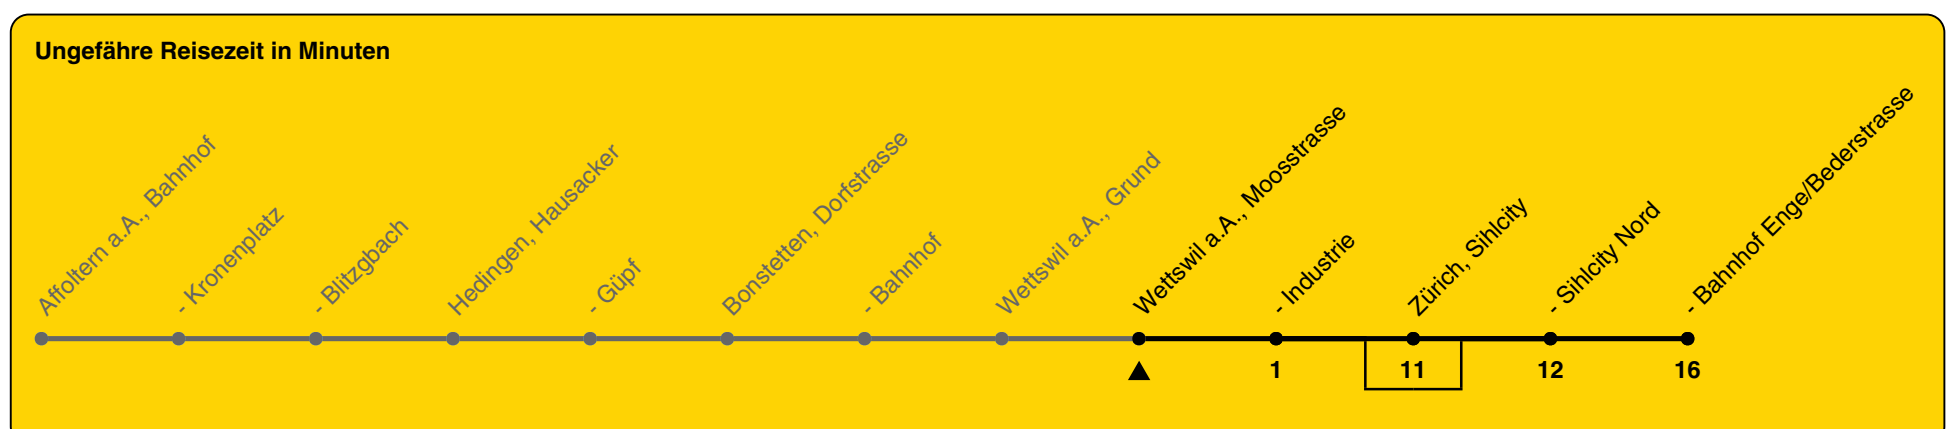 Ungefähre Reisezeit in Minuten
Affoltern a.A., Bahnhof
- Kronenplatz
- Blitzgbach
Hedingen, Hausacker
- Güpf
Bonstetten, Dorfstrasse
- Bahnhof
Wettswil a.A., Grund
Wettswil a.A., Moosstrasse
- Industrie
Zürich, Sihlcity
- Sihlcity Nord
- Bahnhof Enge/Bederstrasse
1 11 12 16